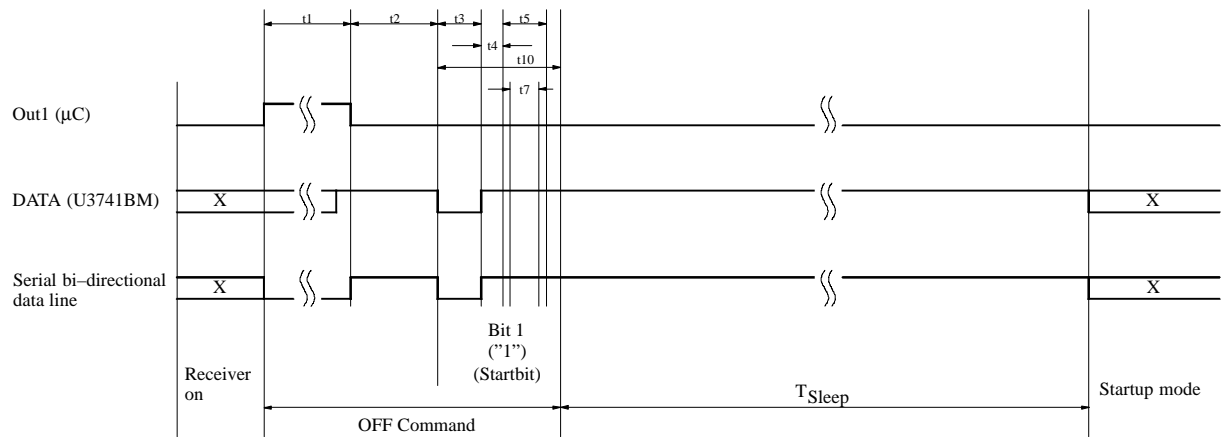 t1
t2
t3
t5
t4
t10
t7
Out1 (µC)
DATA (U3741BM)
X
X
Serial bi–directional
data line
X
X
Bit 1
(”1”)
(Startbit)
Receiver
on
TSleep
Startup mode
OFF Command